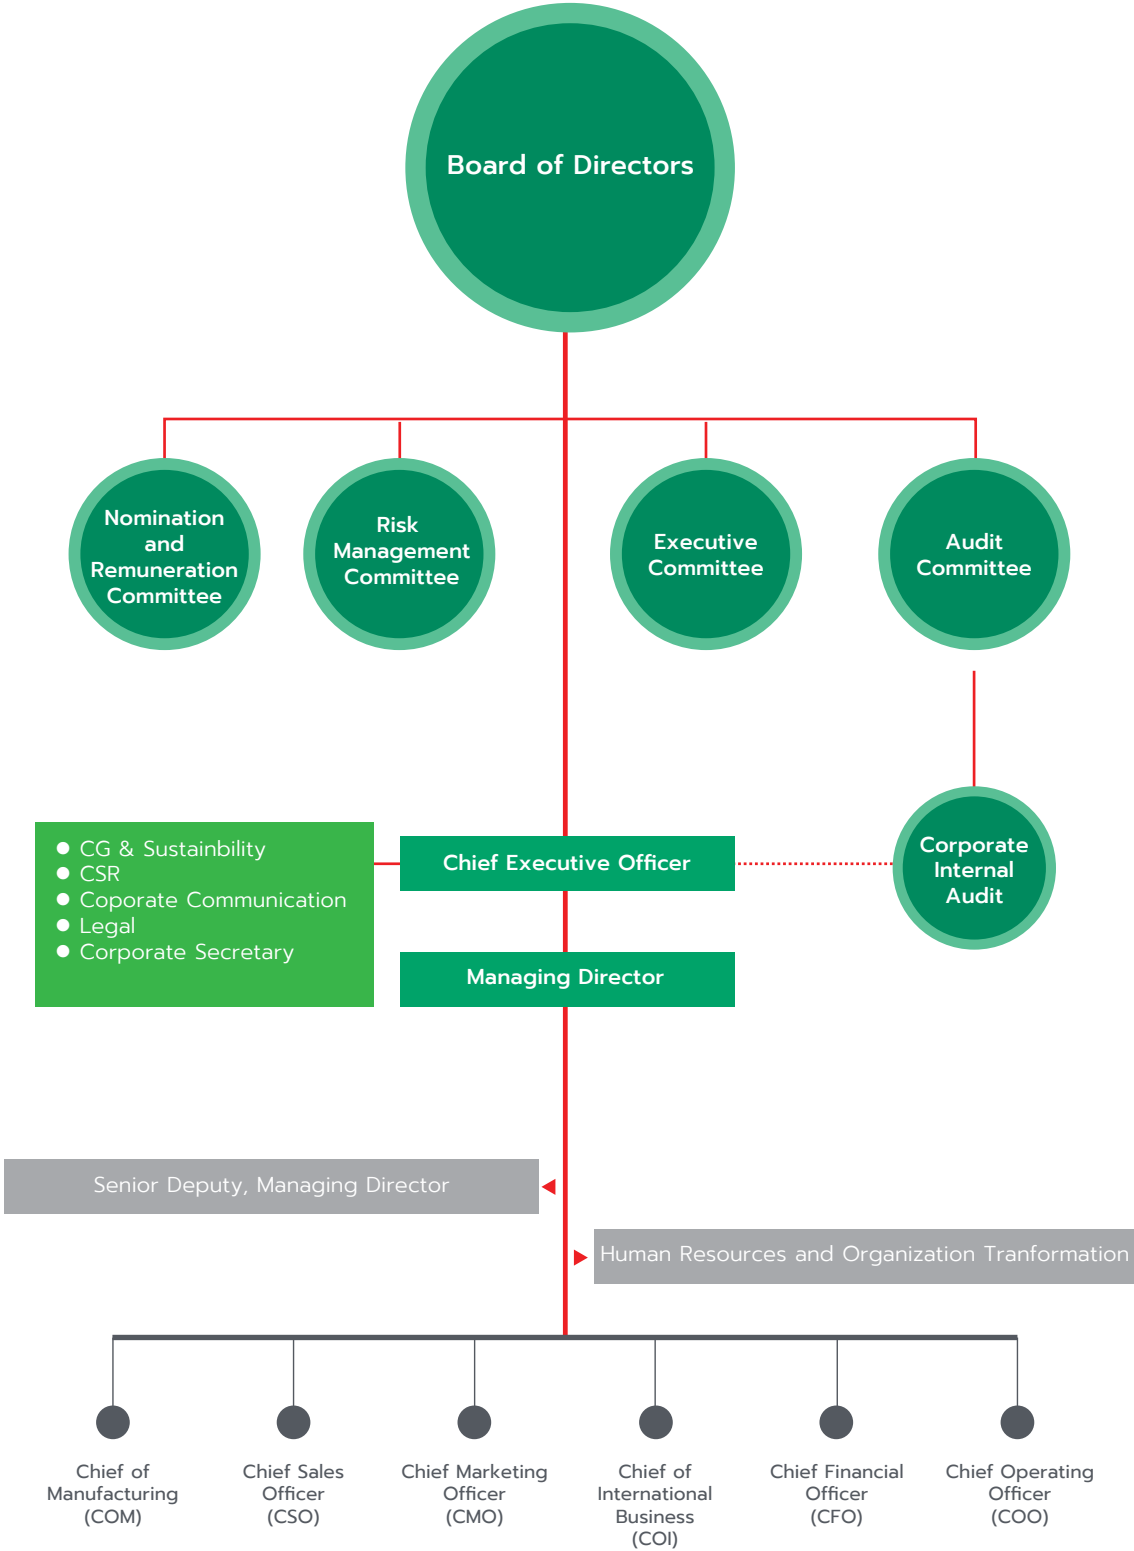 Board of Directors
Nomination
and
Remuneration
Committee
Risk
Management
Committee
Executive
Committee
Audit
Committee
CG & Sustainbility
CSR
Coporate Communication
Legal
Corporate Secretary
Chief Executive Officer
Corporate
Internal
Audit
Managing Director
Senior Deputy, Managing Director
Human Resources and Organization Tranformation
Chief of
Manufacturing
(COM)
Chief Sales
Officer
(CSO)
Chief Marketing
Officer
(CMO)
Chief of
International
Business
(COI)
Chief Financial
Officer
(CFO)
Chief Operating
Officer
(COO)